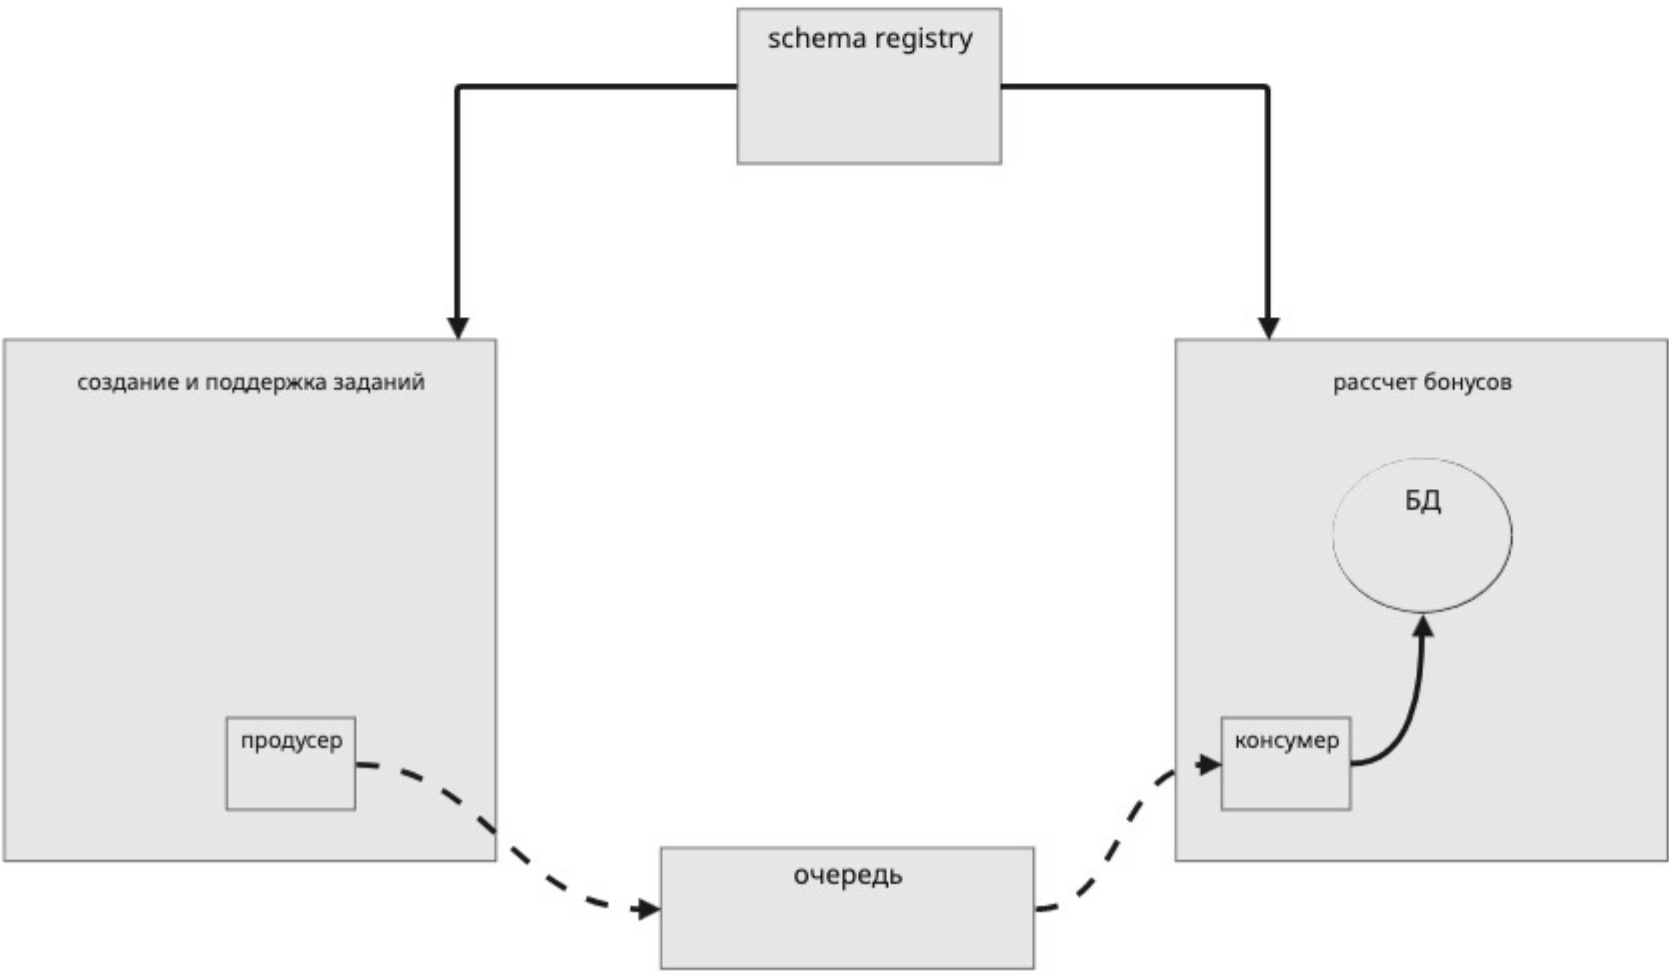 schema registry
создание и поддержка заданий
рассчет бонусов
БД
продусер
консумер
очередь